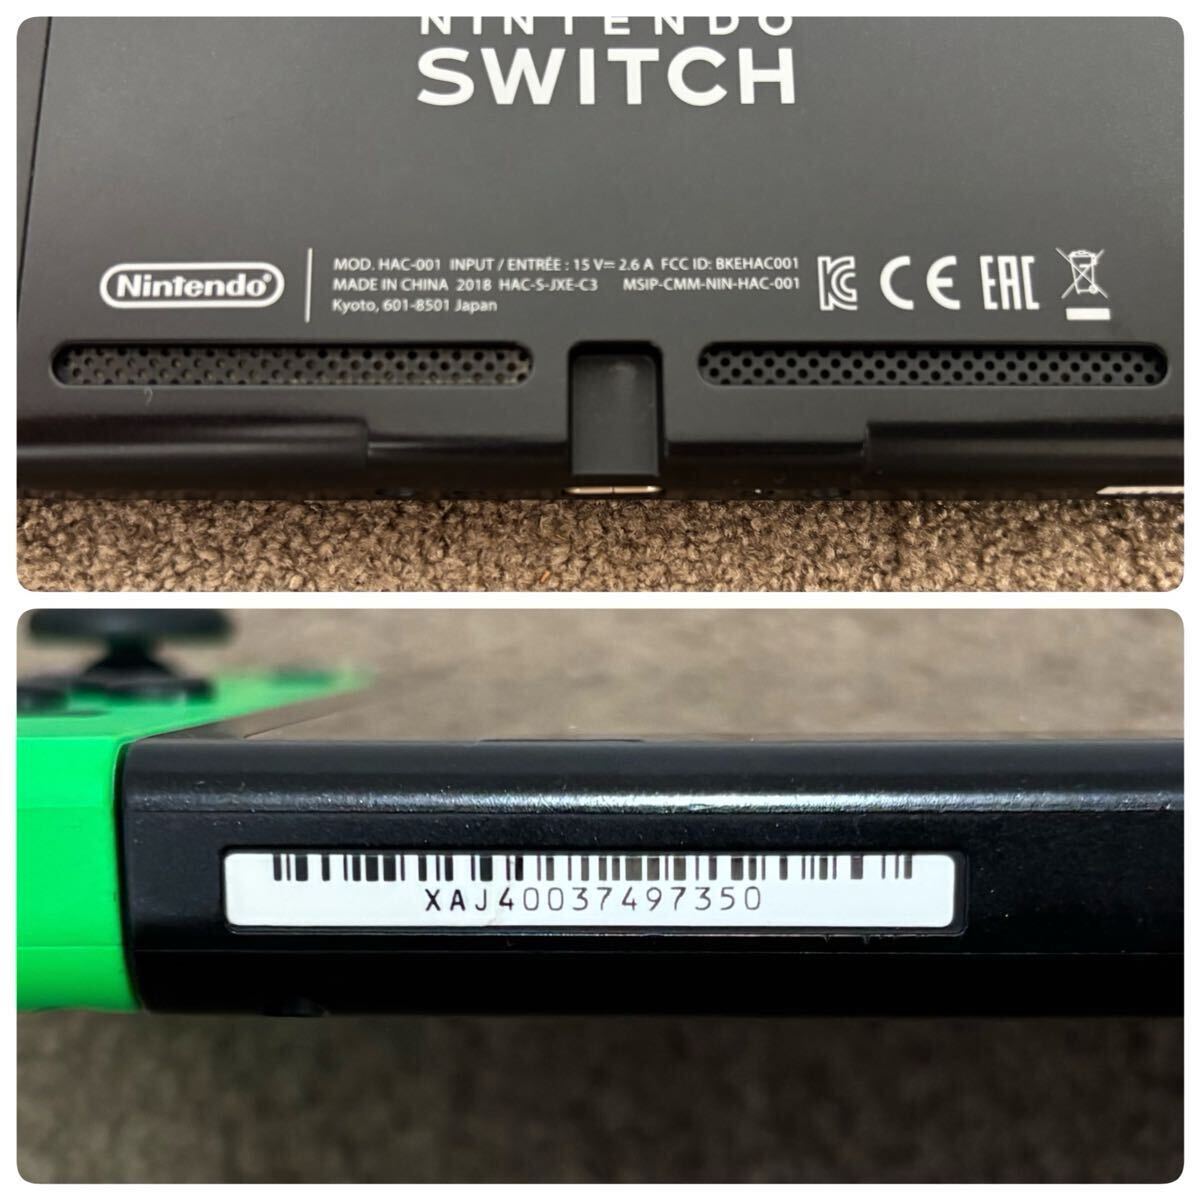 NINTENDO
SWITCH
Nintendo®
MOD. HAC-001 INPUT / ENTRÉE : 15 V⎓ 2.6 A FCC ID: BKEHAC001
MADE IN CHINA 2018 HAC-S-JXE-C3 MSIP-CMM-NIN-HAC-001
Kyoto, 601-8501 Japan
CE EAC
XAJ40037497350